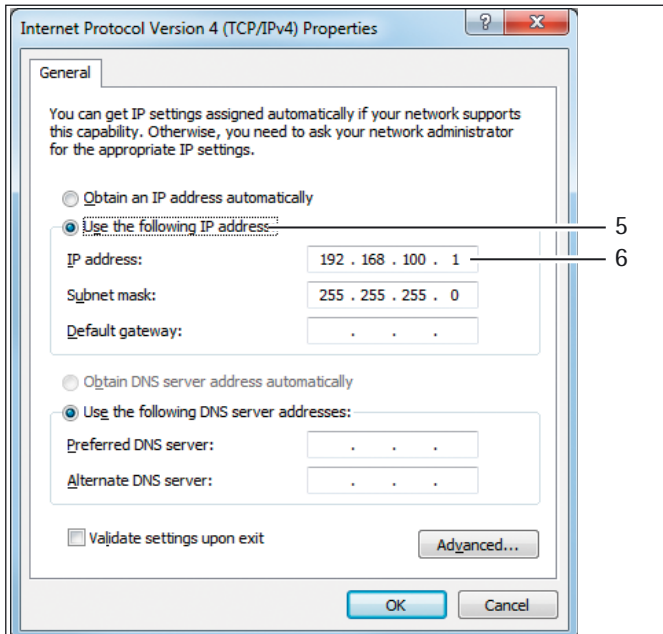 Internet Protocol Version 4 (TCP/IPv4) Properties
General
You can get IP settings assigned automatically if your network supports
this capability. Otherwise, you need to ask your network administrator
for the appropriate IP settings.
Obtain an IP address automatically
Use the following IP address: 5
IP address: 192 . 168 . 100 . 1 6
Subnet mask: 255 . 255 . 255 . 0
Default gateway: . . .
Obtain DNS server address automatically
Use the following DNS server addresses:
Preferred DNS server: . . .
Alternate DNS server: . . .
Validate settings upon exit
Advanced...
OK Cancel